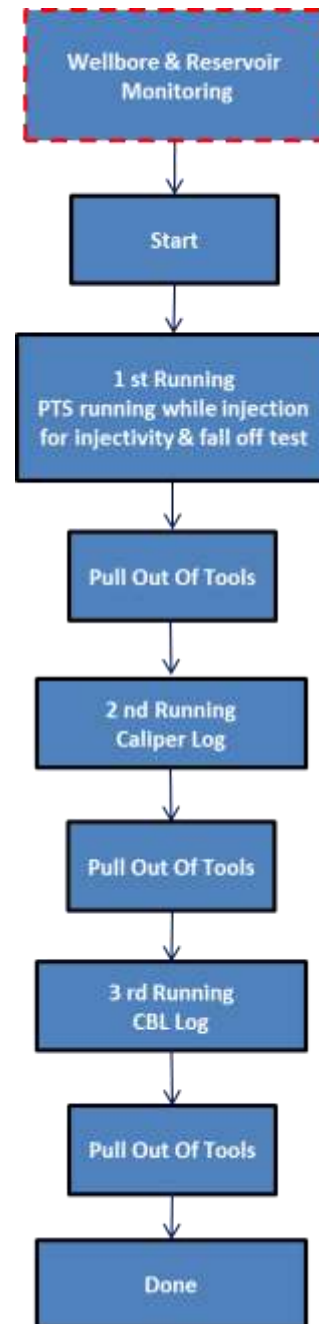 Wellbore & Reservoir
Monitoring
Start
1 st Running
PTS running while injection
for injectivity & fall off test
Pull Out Of Tools
2 nd Running
Caliper Log
Pull Out Of Tools
3 rd Running
CBL Log
Pull Out Of Tools
Done